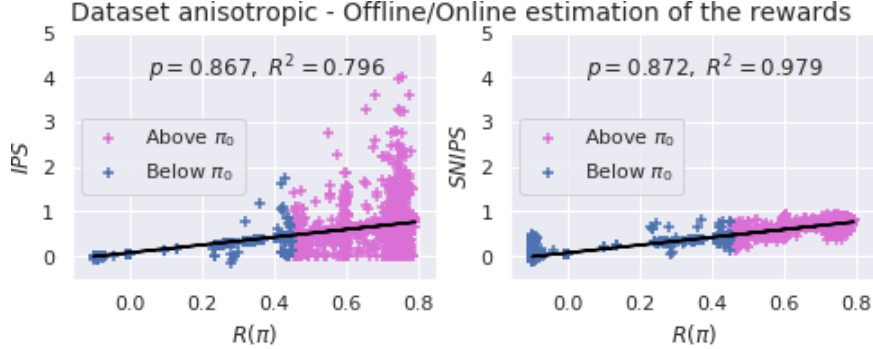 Dataset anisotropic - Offline/Online estimation of the rewards
5
4
3
2
1
0
IPS
p = 0.867, R² = 0.796
Above π₀
Below π₀
0.0 0.2 0.4 0.6 0.8
R(π)
5
4
3
2
1
0
SNIPS
p = 0.872, R² = 0.979
Above π₀
Below π₀
0.0 0.2 0.4 0.6 0.8
R(π)